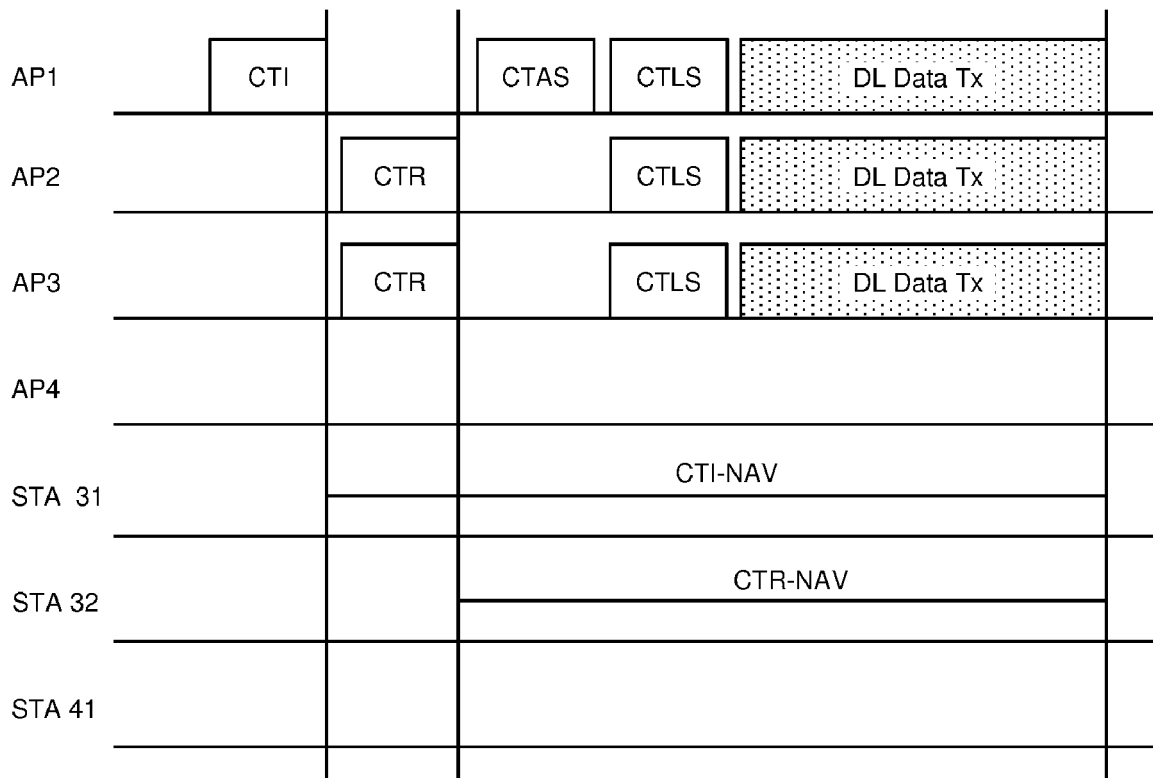 AP1 CTI CTAS CTLS DL Data Tx
AP2 CTR CTLS DL Data Tx
AP3 CTR CTLS DL Data Tx
AP4
CTI-NAV
STA 31
CTR-NAV
STA 32
STA 41